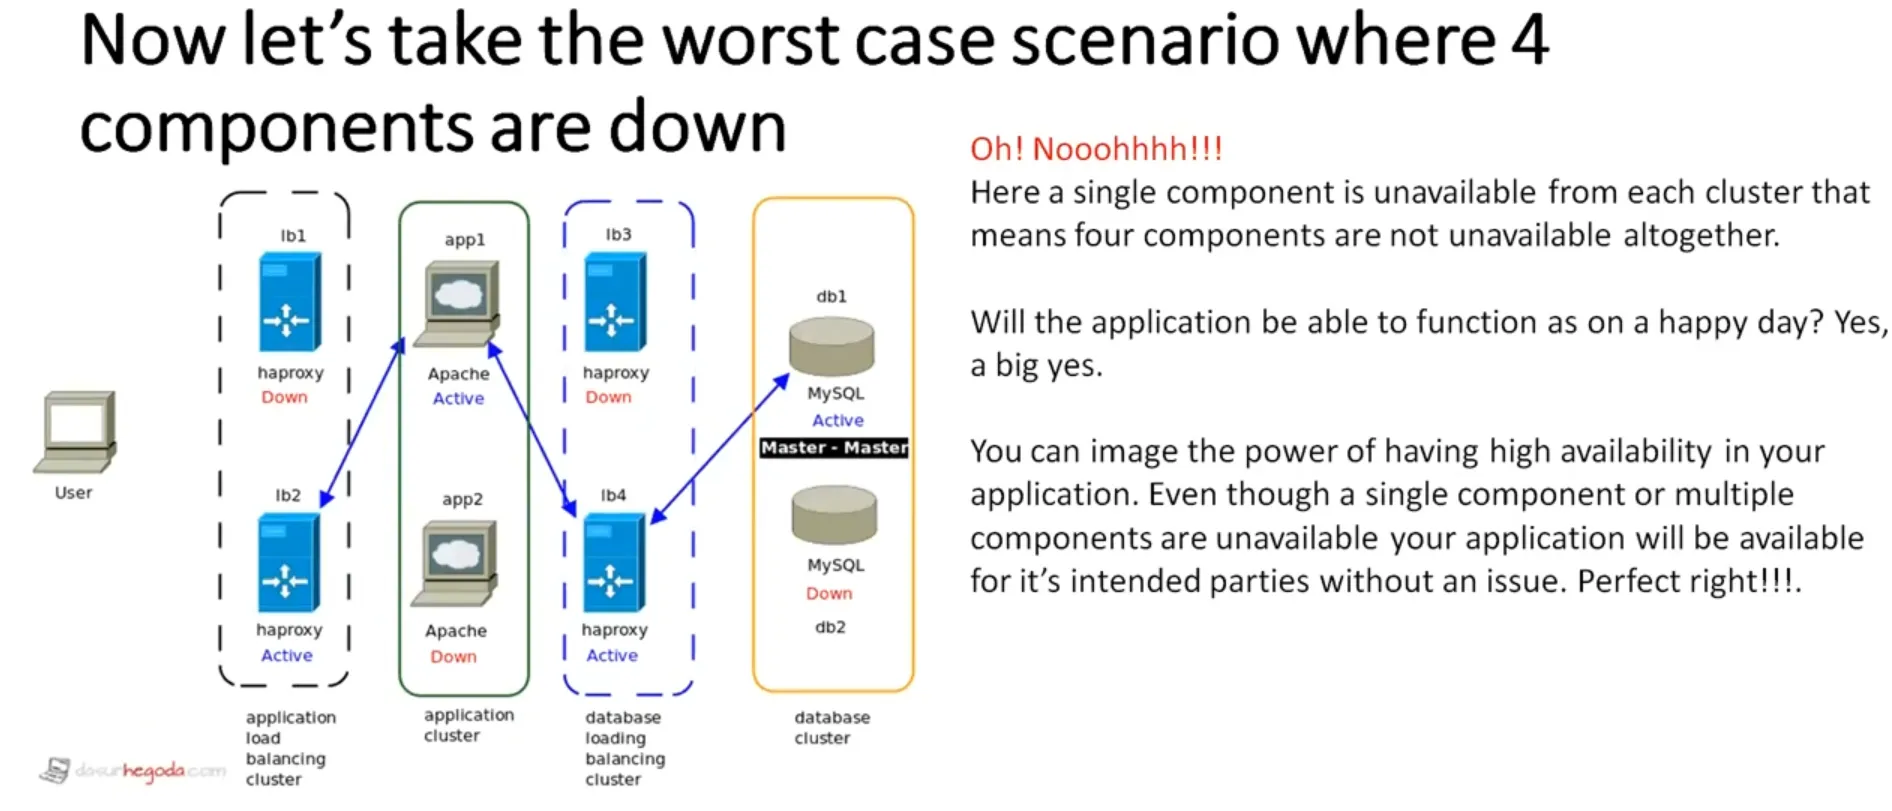 Now let's take the worst case scenario where 4
components are down
Oh! Nooohhhh!!!
Here a single component is unavailable from each cluster that
means four components are not unavailable altogether.
Will the application be able to function as on a happy day? Yes,
a big yes.
You can image the power of having high availability in your
application. Even though a single component or multiple
components are unavailable your application will be available
for it's intended parties without an issue. Perfect right!!!.
User
lb1
haproxy
Down
lb2
haproxy
Active
application
load
balancing
cluster
app1
Apache
Active
app2
Apache
Down
application
cluster
lb3
haproxy
Down
lb4
haproxy
Active
database
loading
balancing
cluster
db1
MySQL
Active
Master - Master
MySQL
Down
db2
database
cluster
dasunhegoda.com